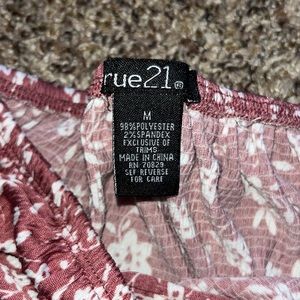 rue21
M
98%POLYESTER
2%SPANDEX
EXCLUSIVE OF
TRIMS
MADE IN CHINA
RN 70829
SEE REVERSE
FOR CARE